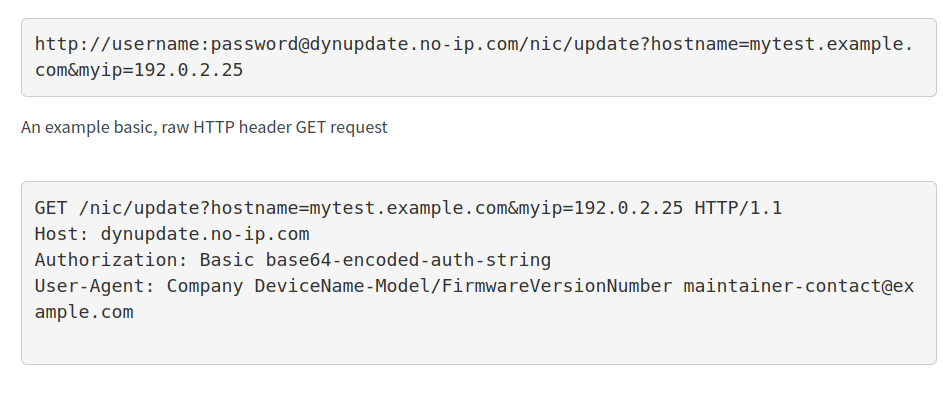 http://username:password@dynupdate.no-ip.com/nic/update?hostname=mytest.example.
com&myip=192.0.2.25
An example basic, raw HTTP header GET request
GET /nic/update?hostname=mytest.example.com&myip=192.0.2.25 HTTP/1.1
Host: dynupdate.no-ip.com
Authorization: Basic base64-encoded-auth-string
User-Agent: Company DeviceName-Model/FirmwareVersionNumber maintainer-contact@ex
ample.com